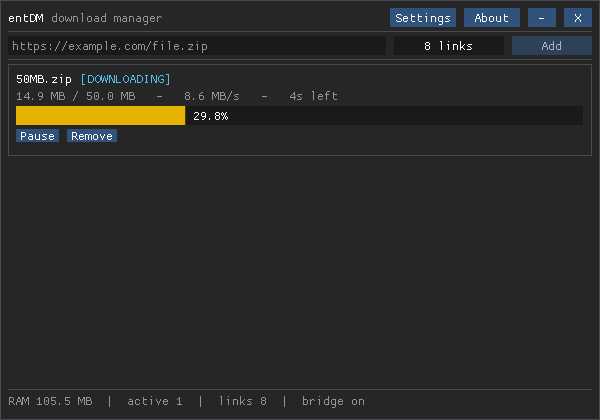 entDM download manager Settings About – X
https://example.com/file.zip 8 links Add
50MB.zip [DOWNLOADING]
14.9 MB / 50.0 MB – 8.6 MB/s – 4s left
29.8%
Pause Remove
RAM 105.5 MB | active 1 | links 8 | bridge on